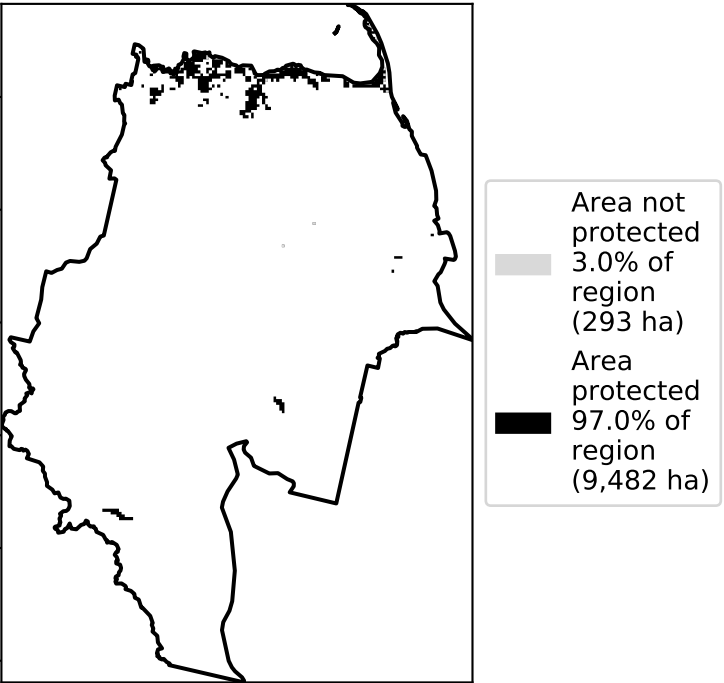 Area not
protected
3.0% of
region
(293 ha)
Area
protected
97.0% of
region
(9,482 ha)